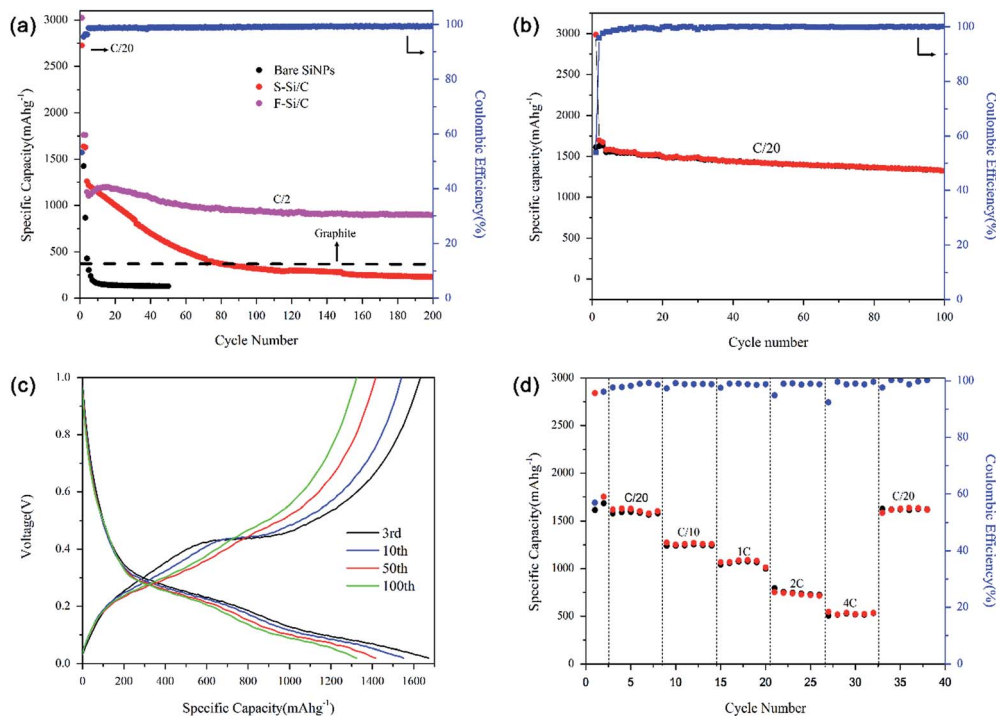 (a)
3000
2750
2500
2250
2000
1750
1500
1250
1000
750
500
250
0
Specific Capacity(mAhg⁻¹)
C/20
Bare SiNPs
S-Si/C
F-Si/C
C/2
Graphite
0 20 40 60 80 100 120 140 160 180 200
Cycle Number
100
80
60
40
20
0
Coulombic Efficiency(%)
(b)
3000
2500
2000
1500
1000
500
0
Specific capacity(mAhg⁻¹)
C/20
0 20 40 60 80 100
Cycle number
100
80
60
40
20
0
Coulombic Efficiency(%)
(c)
1.0
0.8
0.6
0.4
0.2
0.0
Voltage(V)
3rd
10th
50th
100th
0 200 400 600 800 1000 1200 1400 1600
Specific Capacity(mAhg⁻¹)
(d)
3000
2500
2000
1500
1000
500
0
Specific Capacity(mAhg⁻¹)
C/20
C/10
1C
2C
4C
C/20
0 5 10 15 20 25 30 35 40
Cycle Number
100
80
60
40
20
0
Coulombic Efficiency(%)